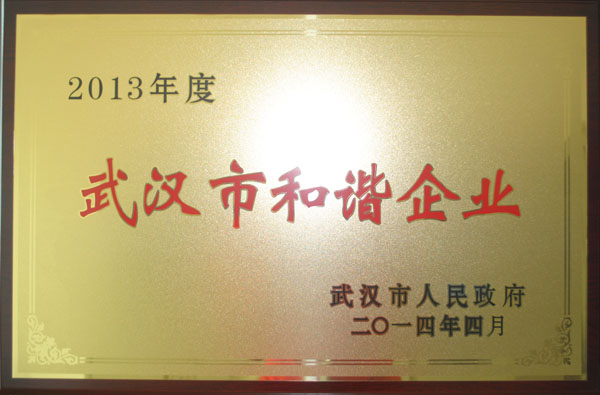 2013年度
武汉市和谐企业
武汉市人民政府
二〇一四年四月